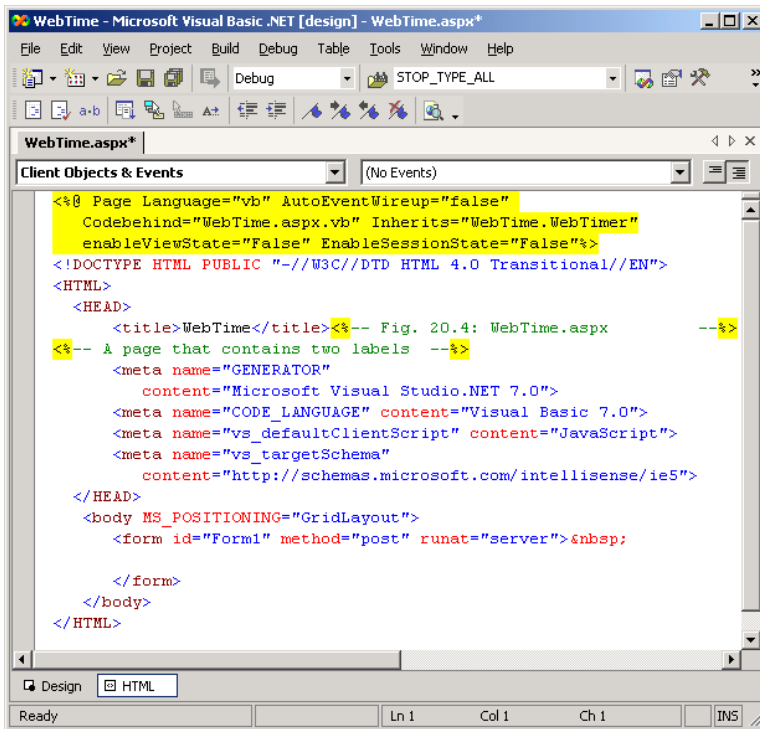 WebTime - Microsoft Visual Basic .NET [design] - WebTime.aspx*
File Edit View Project Build Debug Table Tools Window Help
Debug STOP_TYPE_ALL
a•b A±
WebTime.aspx*
Client Objects & Events (No Events)
<%@ Page Language="vb" AutoEventWireup="false"
Codebehind="WebTime.aspx.vb" Inherits="WebTime.WebTimer"
enableViewState="False" EnableSessionState="False"%>
<!DOCTYPE HTML PUBLIC "-//W3C//DTD HTML 4.0 Transitional//EN">
<HTML>
<HEAD>
<title>WebTime</title><%-- Fig. 20.4: WebTime.aspx --%>
<%-- A page that contains two labels --%>
<meta name="GENERATOR"
content="Microsoft Visual Studio.NET 7.0">
<meta name="CODE_LANGUAGE" content="Visual Basic 7.0">
<meta name="vs_defaultClientScript" content="JavaScript">
<meta name="vs_targetSchema"
content="http://schemas.microsoft.com/intellisense/ie5">
</HEAD>
<body MS_POSITIONING="GridLayout">
<form id="Form1" method="post" runat="server">&nbsp;
</form>
</body>
</HTML>
Design HTML
Ready Ln 1 Col 1 Ch 1 INS